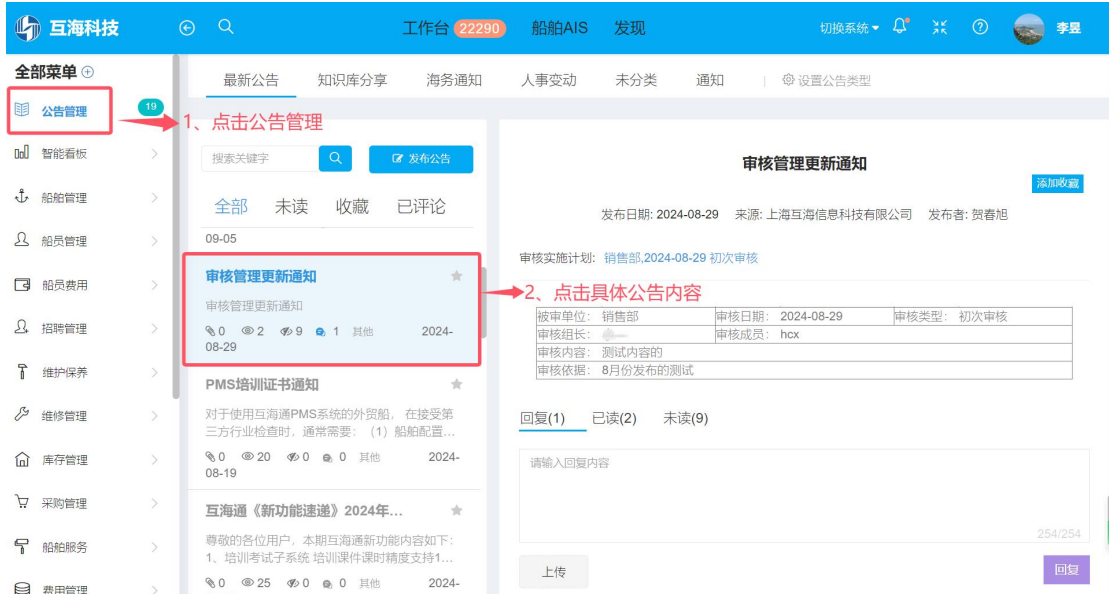 互海科技
工作台 22290 船舶AIS 发现
切换系统 李昱
全部菜单
公告管理 19
智能看板
船舶管理
船员管理
船员费用
招聘管理
维护保养
维修管理
库存管理
采购管理
船舶服务
费用管理
最新公告 知识库分享 海务通知 人事变动 未分类 通知 设置公告类型
1、点击公告管理
搜索关键字 发布公告
全部 未读 收藏 已评论
09-05
审核管理更新通知
审核管理更新通知
0 2 9 1 其他 2024-
08-29
PMS培训证书通知
对于使用互海通PMS系统的外贸船， 在接受第
三方行业检查时，通常需要：（1）船舶配置...
0 20 0 0 其他 2024-
08-19
互海通《新功能速递》2024年...
尊敬的各位用户，本期互海通新功能内容如下：
1、培训考试子系统 培训课件课时精度支持1...
0 25 0 0 其他 2024-
审核管理更新通知
添加收藏
发布日期: 2024-08-29 来源: 上海互海信息科技有限公司 发布者: 贺春旭
审核实施计划: 销售部,2024-08-29 初次审核
2、点击具体公告内容
被审单位: 销售部 审核日期: 2024-08-29 审核类型: 初次审核
审核组长: 审核成员: hcx
审核内容: 测试内容的
审核依据: 8月份发布的测试
回复(1) 已读(2) 未读(9)
请输入回复内容
254/254
上传 回复